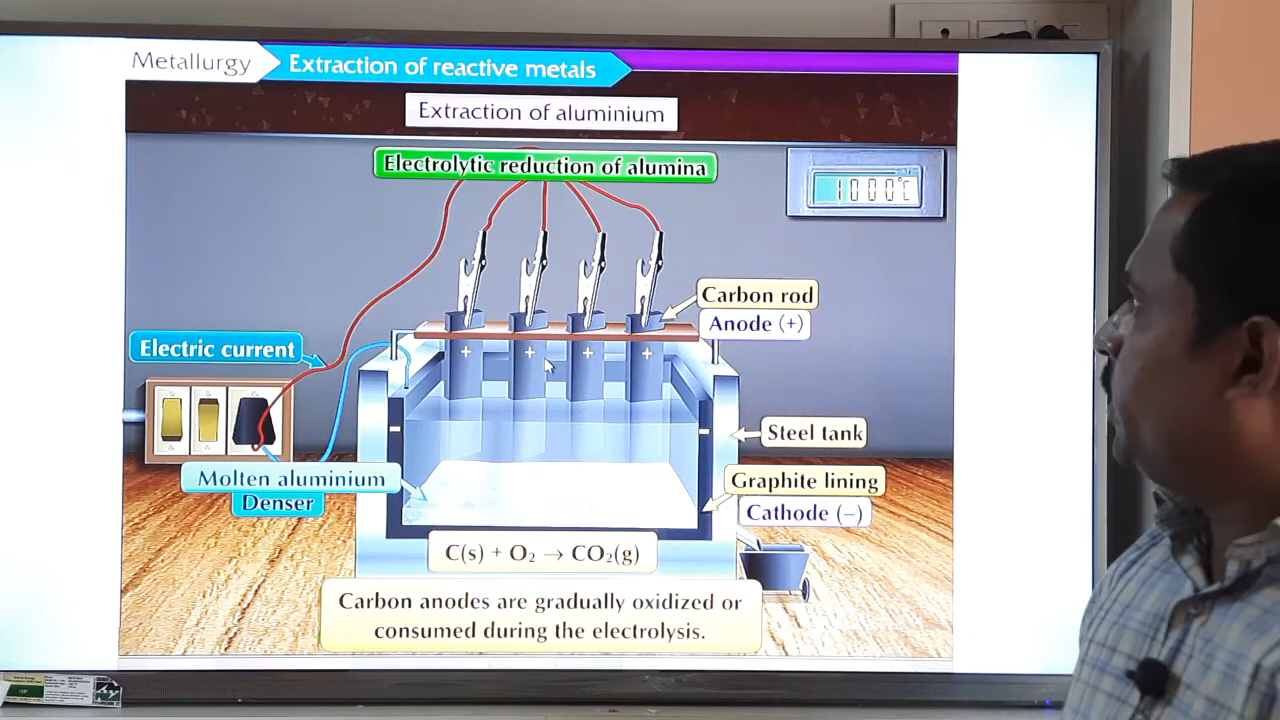 Metallurgy
Extraction of reactive metals
Extraction of aluminium
Electrolytic reduction of alumina
1000°C
Carbon rod
Anode (+)
Electric current
+ + + +
Steel tank
Molten aluminium
Denser
Graphite lining
Cathode (–)
C(s) + O₂ → CO₂(g)
Carbon anodes are gradually oxidized or
consumed during the electrolysis.